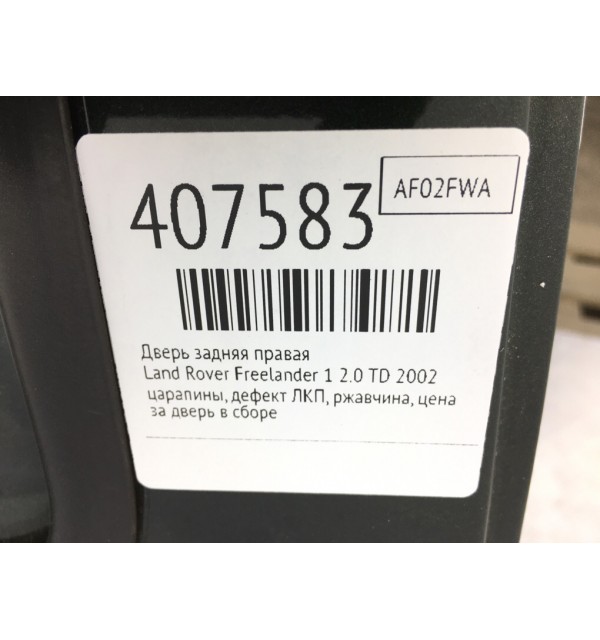 407583
AF02FWA
Дверь задняя правая
Land Rover Freelander 1 2.0 TD 2002
царапины, дефект ЛКП, ржавчина, цена
за дверь в сборе